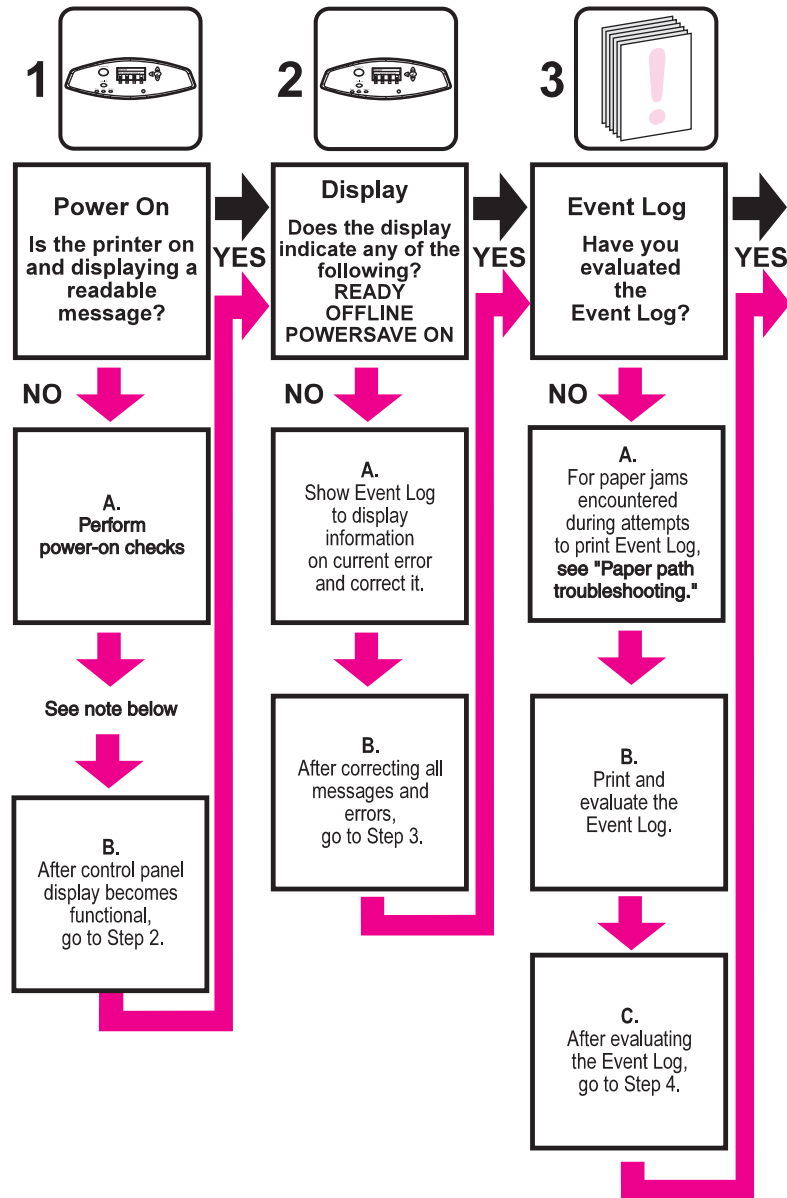 1
2
3
Power On
Is the printer on
and displaying a
readable
message?
YES
Display
Does the display
indicate any of the
following?
READY
OFFLINE
POWERSAVE ON
YES
Event Log
Have you
evaluated
the
Event Log?
YES
NO
A.
Perform
power-on checks
See note below
B.
After control panel
display becomes
functional,
go to Step 2.
NO
A.
Show Event Log
to display
information
on current error
and correct it.
B.
After correcting all
messages and
errors,
go to Step 3.
NO
A.
For paper jams
encountered
during attempts
to print Event Log,
see "Paper path
troubleshooting."
B.
Print and
evaluate the
Event Log.
C.
After evaluating
the Event Log,
go to Step 4.